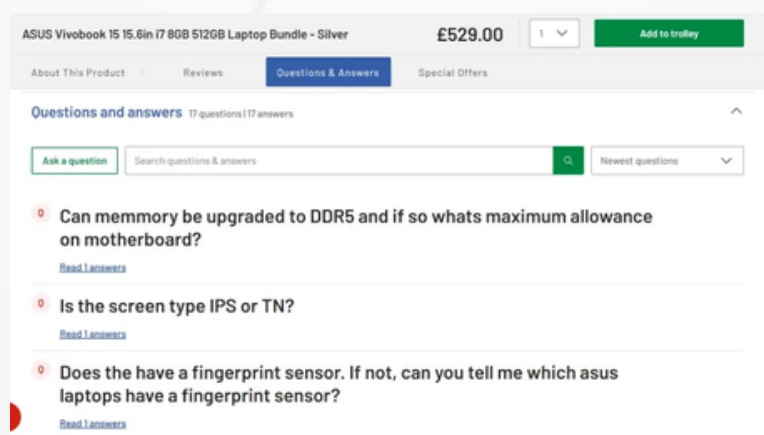 ASUS Vivobook 15 15.6in i7 8GB 512GB Laptop Bundle - Silver £529.00 1 Add to trolley
About This Product Reviews Questions & Answers Special Offers
Questions and answers 17 questions | 17 answers
Ask a question Search questions & answers Newest questions
0 Can memmory be upgraded to DDR5 and if so whats maximum allowance
on motherboard?
Read 1 answers
0 Is the screen type IPS or TN?
Read 1 answers
0 Does the have a fingerprint sensor. If not, can you tell me which asus
laptops have a fingerprint sensor?
Read 1 answers